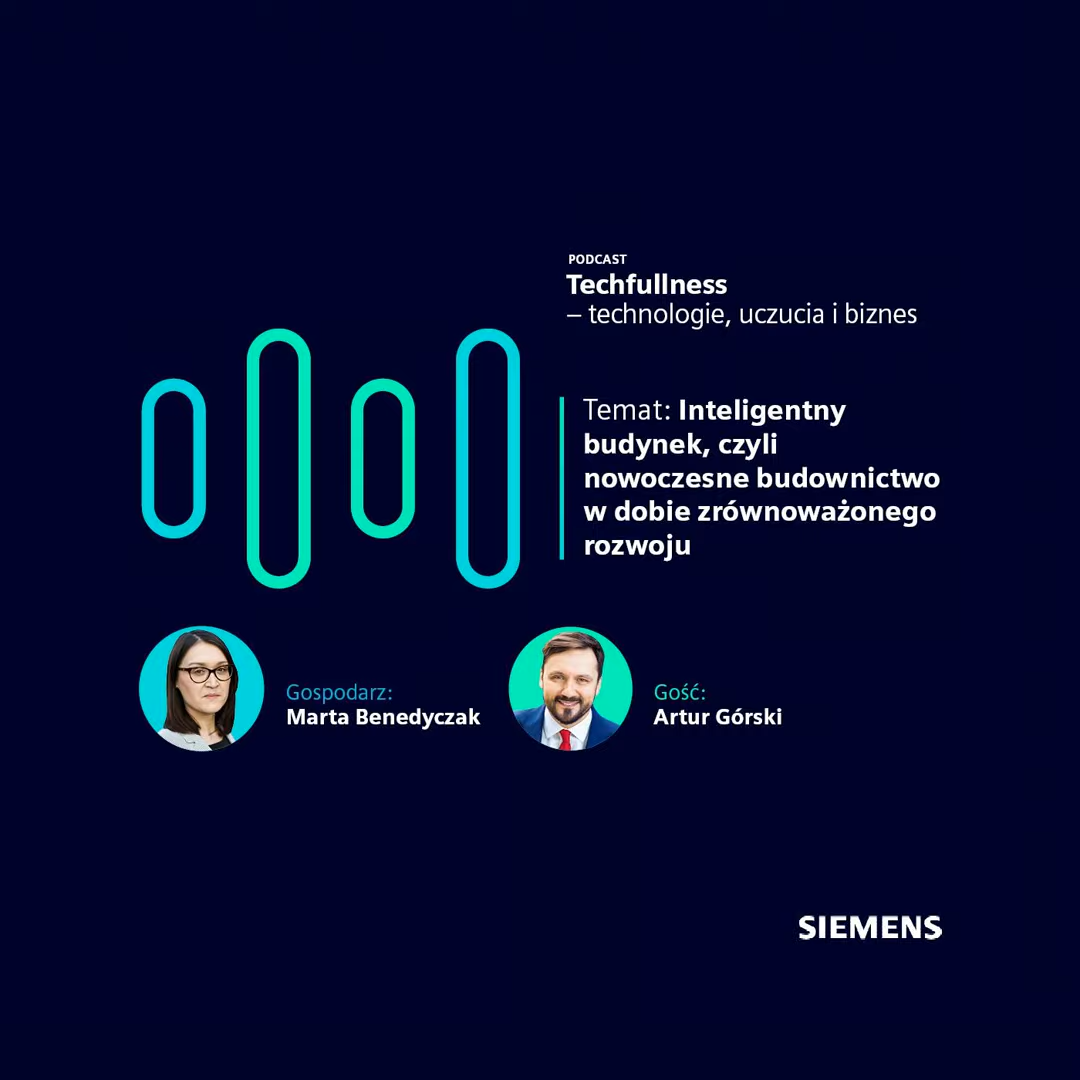 PODCAST
Techfullness
– technologie, uczucia i biznes
Temat: Inteligentny
budynek, czyli
nowoczesne budownictwo
w dobie zrównoważonego
rozwoju
Gospodarz:
Marta Benedyczak
Gość:
Artur Górski
SIEMENS